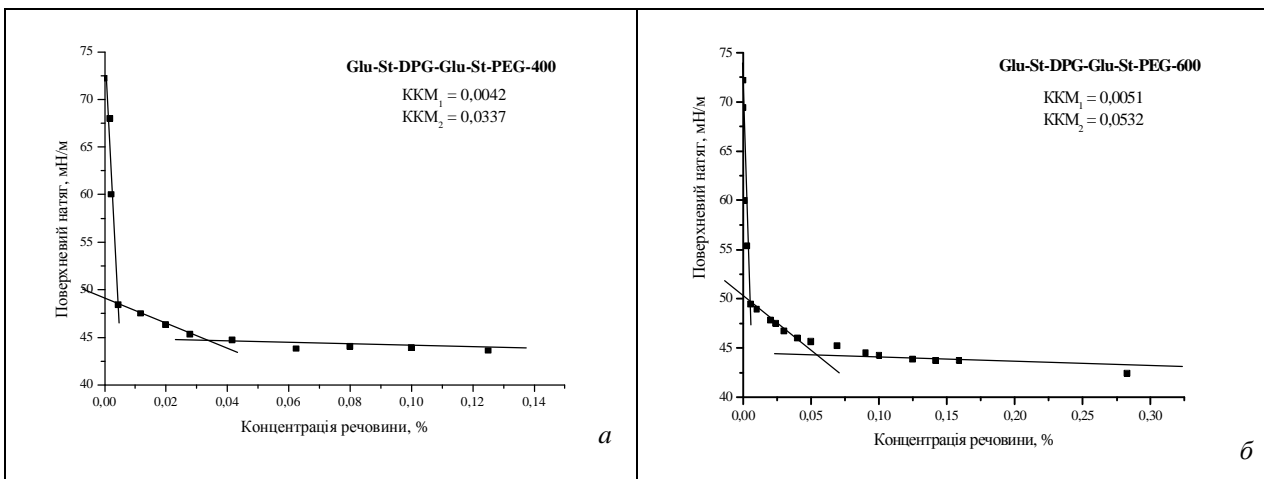 Glu-St-DPG-Glu-St-PEG-400
ККМ₁ = 0,0042
ККМ₂ = 0,0337
Поверхневий натяг, мН/м
75
70
65
60
55
50
45
40
0,00 0,02 0,04 0,06 0,08 0,10 0,12 0,14
Концентрація речовини, %
а
Glu-St-DPG-Glu-St-PEG-600
ККМ₁ = 0,0051
ККМ₂ = 0,0532
Поверхневий натяг, мН/м
75
70
65
60
55
50
45
40
0,00 0,05 0,10 0,15 0,20 0,25 0,30
Концентрація речовини, %
б